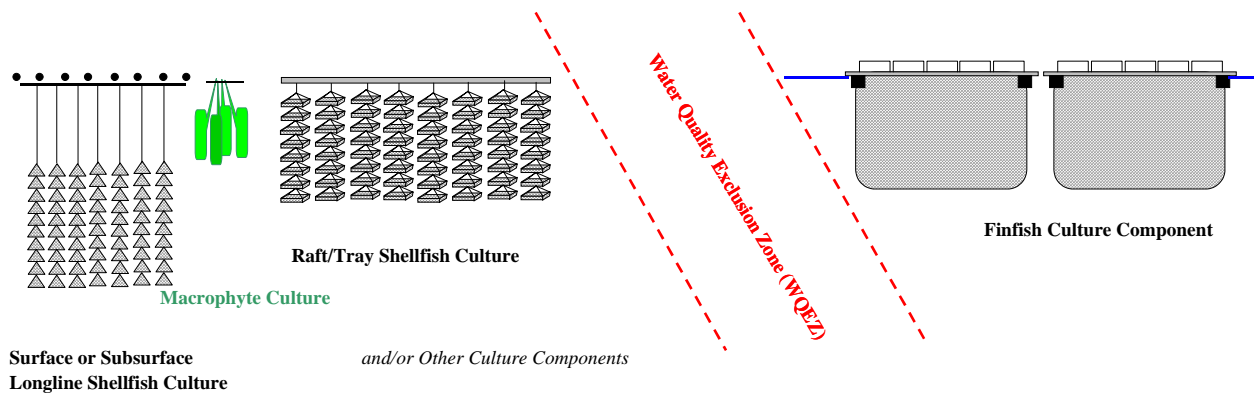 Water Quality Exclusion Zone (WQEZ)
Finfish Culture Component
Raft/Tray Shellfish Culture
Macrophyte Culture
Surface or Subsurface
Longline Shellfish Culture
and/or Other Culture Components